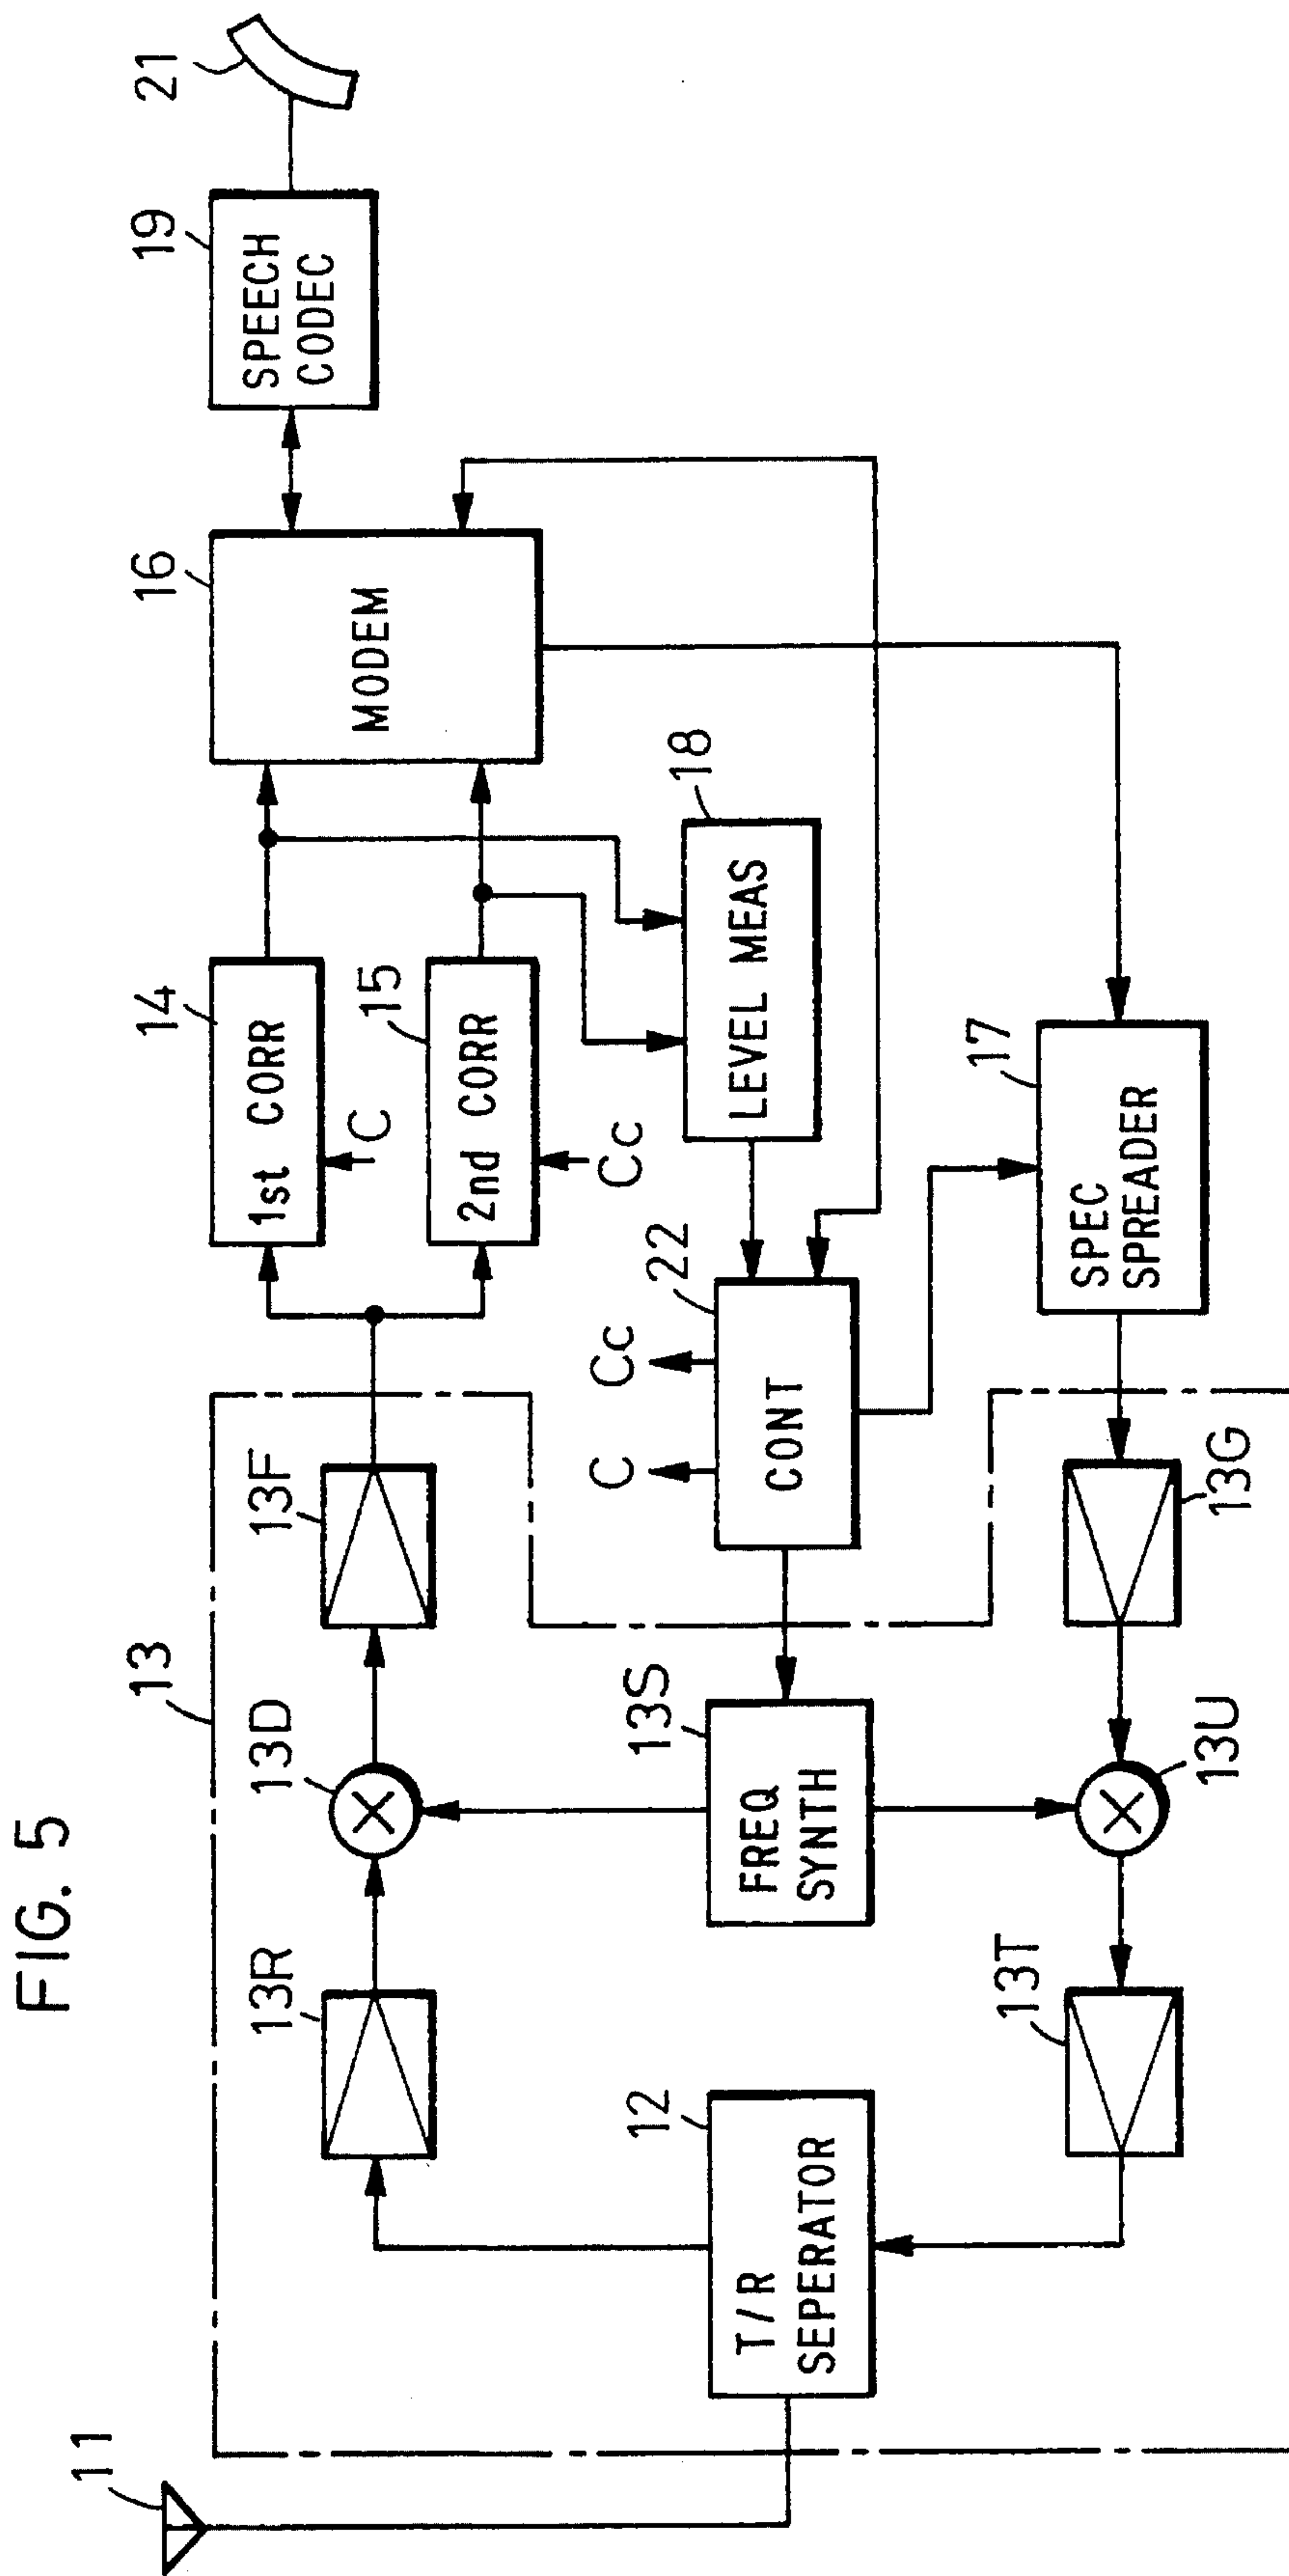 FIG. 5
11
13
13R
13D
13F
14
1st CORR
C
15
2nd CORR
Cc
16
MODEM
19
SPEECH
CODEC
21
12
T/R
SEPERATOR
13S
FREQ
SYNTH
C
Cc
22
CONT
18
LEVEL MEAS
13T
13U
13G
17
SPEC
SPREADER